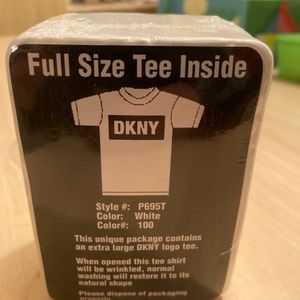 Full Size Tee Inside
DKNY
Style #: P695T
Color: White
Color#: 100
This unique package contains
an extra large DKNY logo tee.
When opened this tee shirt
will be wrinkled, normal
washing will restore it to its
natural shape
Please dispose of packaging
properly